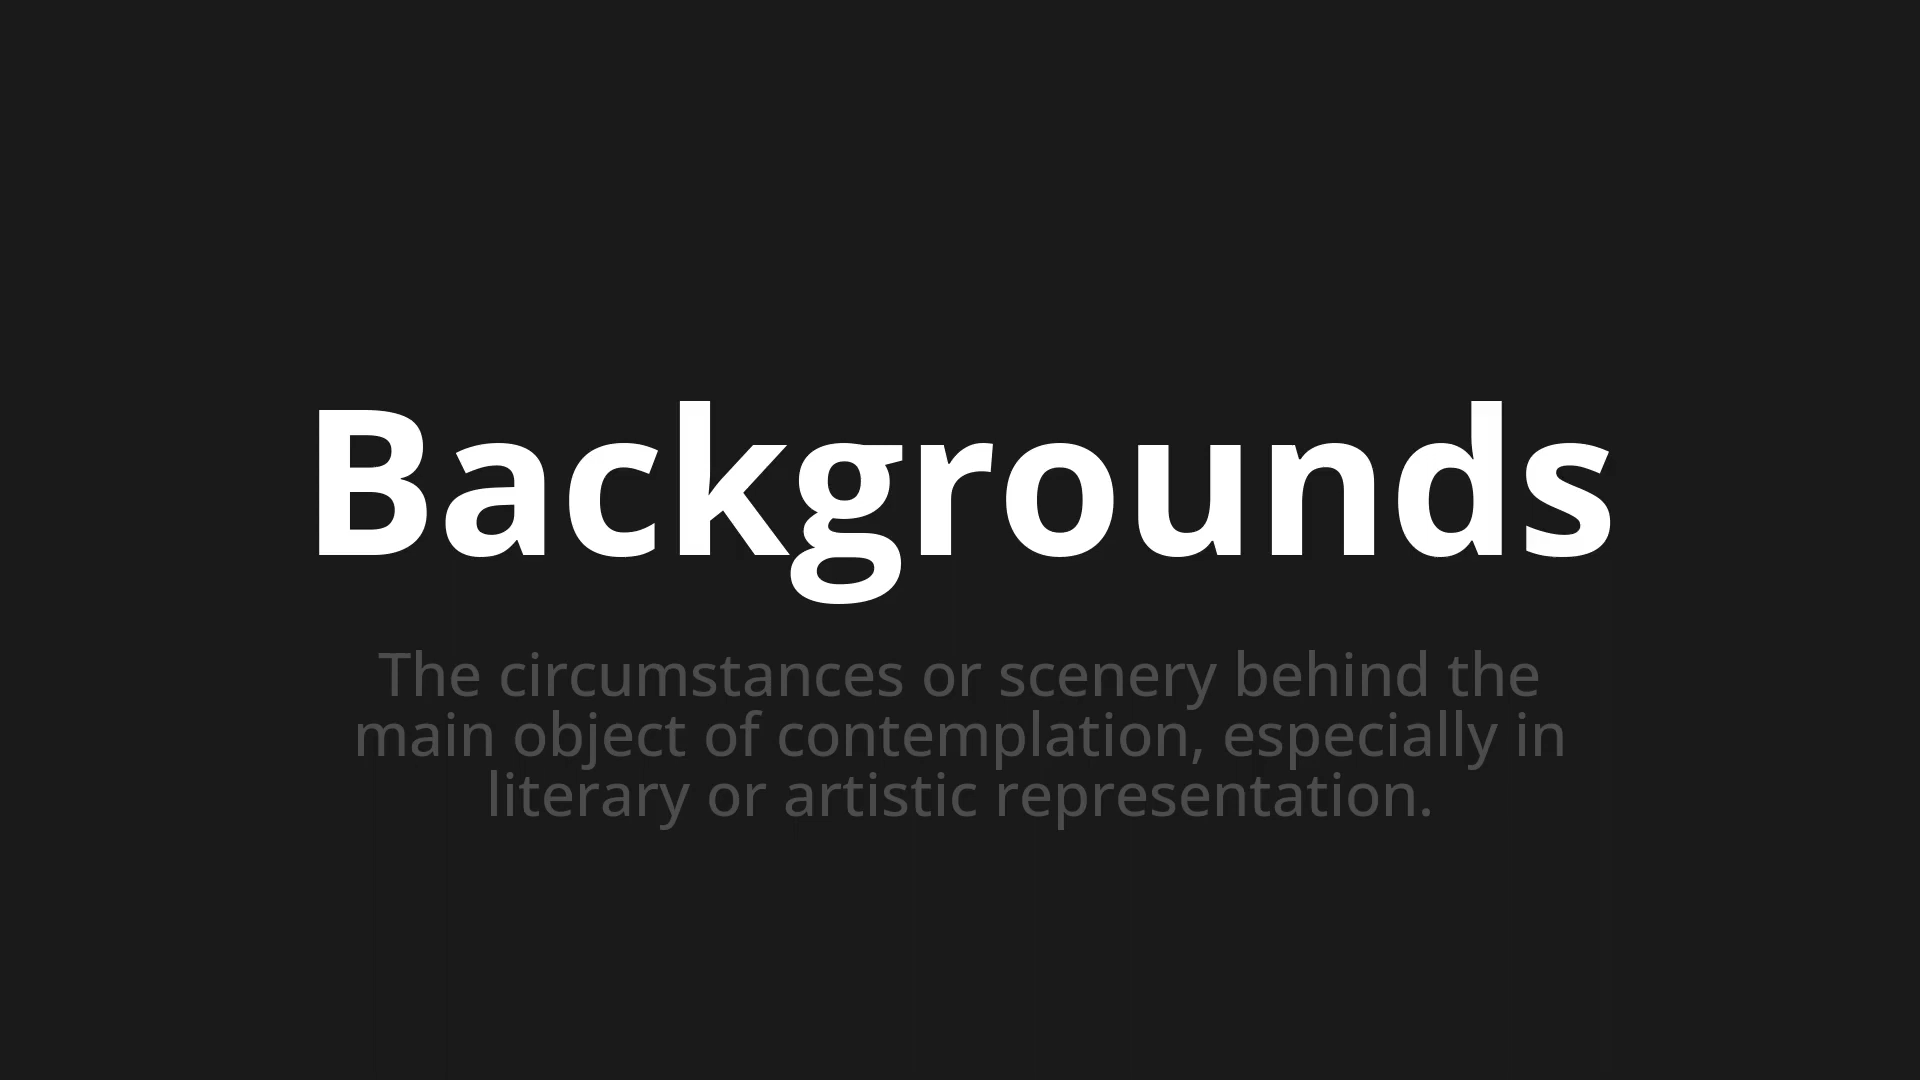 Backgrounds
The circumstances or scenery behind the
main object of contemplation, especially in
literary or artistic representation.